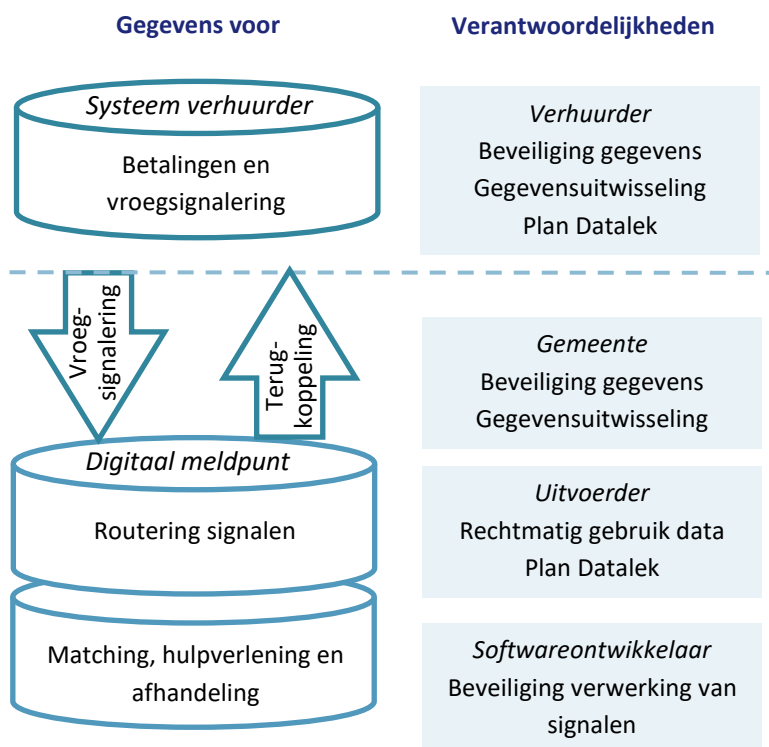 Gegevens voor
Verantwoordelijkheden
Systeem verhuurder
Betalingen en
vroegsignalering
Verhuurder
Beveiliging gegevens
Gegevensuitwisseling
Plan Datalek
Vroeg-
signalering
Terug-
koppeling
Gemeente
Beveiliging gegevens
Gegevensuitwisseling
Digitaal meldpunt
Routering signalen
Uitvoerder
Rechtmatig gebruik data
Plan Datalek
Matching, hulpverlening en
afhandeling
Softwareontwikkelaar
Beveiliging verwerking van
signalen